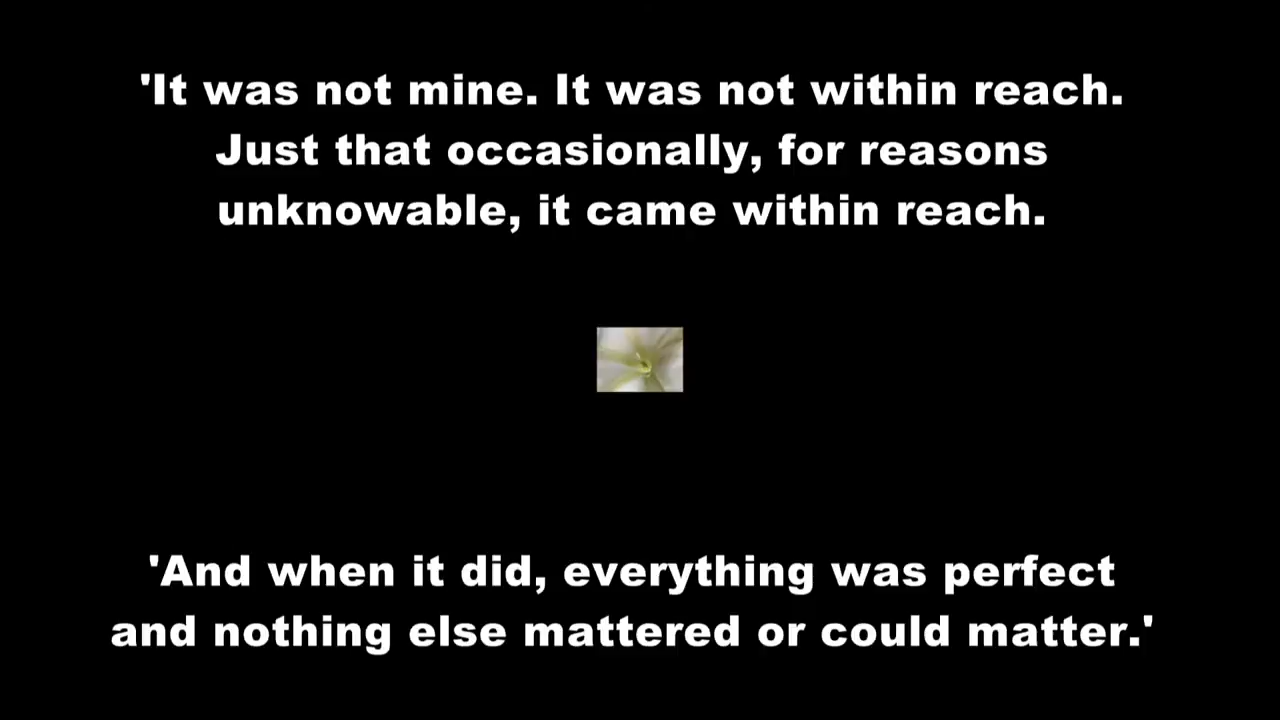 'It was not mine. It was not within reach.
Just that occasionally, for reasons
unknowable, it came within reach.
'And when it did, everything was perfect
and nothing else mattered or could matter.'